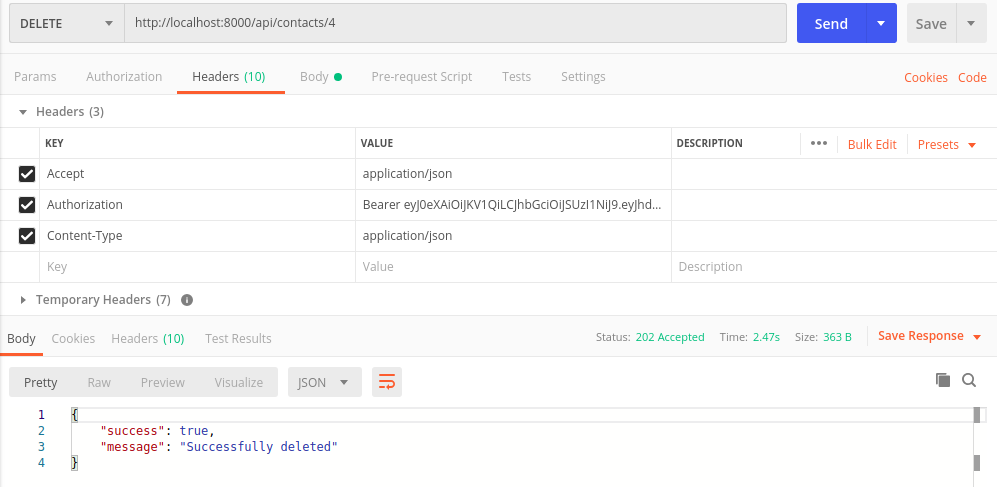 DELETE http://localhost:8000/api/contacts/4 Send Save
Params Authorization Headers (10) Body Pre-request Script Tests Settings Cookies Code
Headers (3)
KEY VALUE DESCRIPTION ••• Bulk Edit Presets
Accept application/json
Authorization Bearer eyJ0eXAiOiJKV1QiLCJhbGciOiJSUzI1NiJ9.eyJhd...
Content-Type application/json
Key Value Description
Temporary Headers (7) i
Body Cookies Headers (10) Test Results Status: 202 Accepted Time: 2.47s Size: 363 B Save Response
Pretty Raw Preview Visualize JSON
1 {
2 "success": true,
3 "message": "Successfully deleted"
4 }